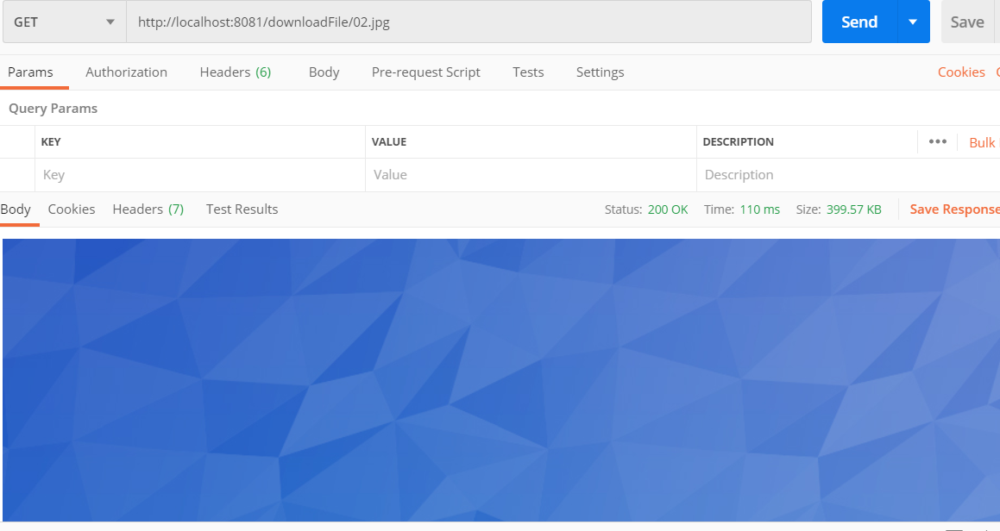 GET http://localhost:8081/downloadFile/02.jpg Send Save
Params Authorization Headers (6) Body Pre-request Script Tests Settings Cookies
Query Params
KEY VALUE DESCRIPTION ••• Bulk
Key Value Description
Body Cookies Headers (7) Test Results Status: 200 OK Time: 110 ms Size: 399.57 KB Save Response